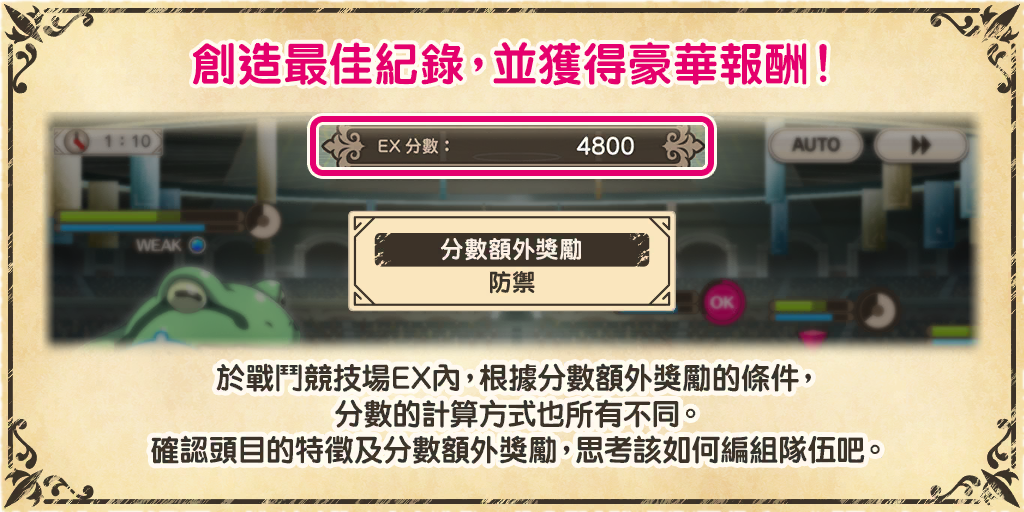 創造最佳紀錄，並獲得豪華報酬！
1：10
EX 分數： 4800
AUTO
WEAK
分數額外獎勵
防禦
OK
於戰鬥競技場EX內，根據分數額外獎勵的條件，
分數的計算方式也所有不同。
確認頭目的特徵及分數額外獎勵，思考該如何編組隊伍吧。